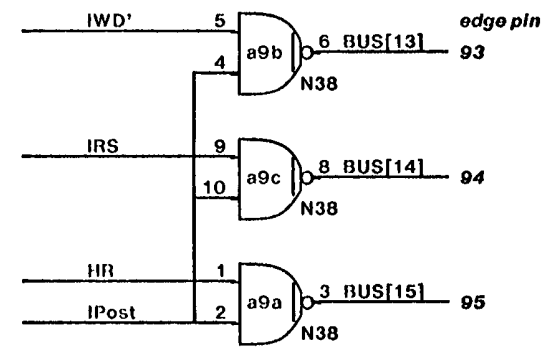 edge pin
IWD' 5 a9b 6 BUS[13] 93
4
N38
IRS 9 a9c 8 BUS[14] 94
10
N38
HR 1 a9a 3 BUS[15] 95
IPost 2
N38